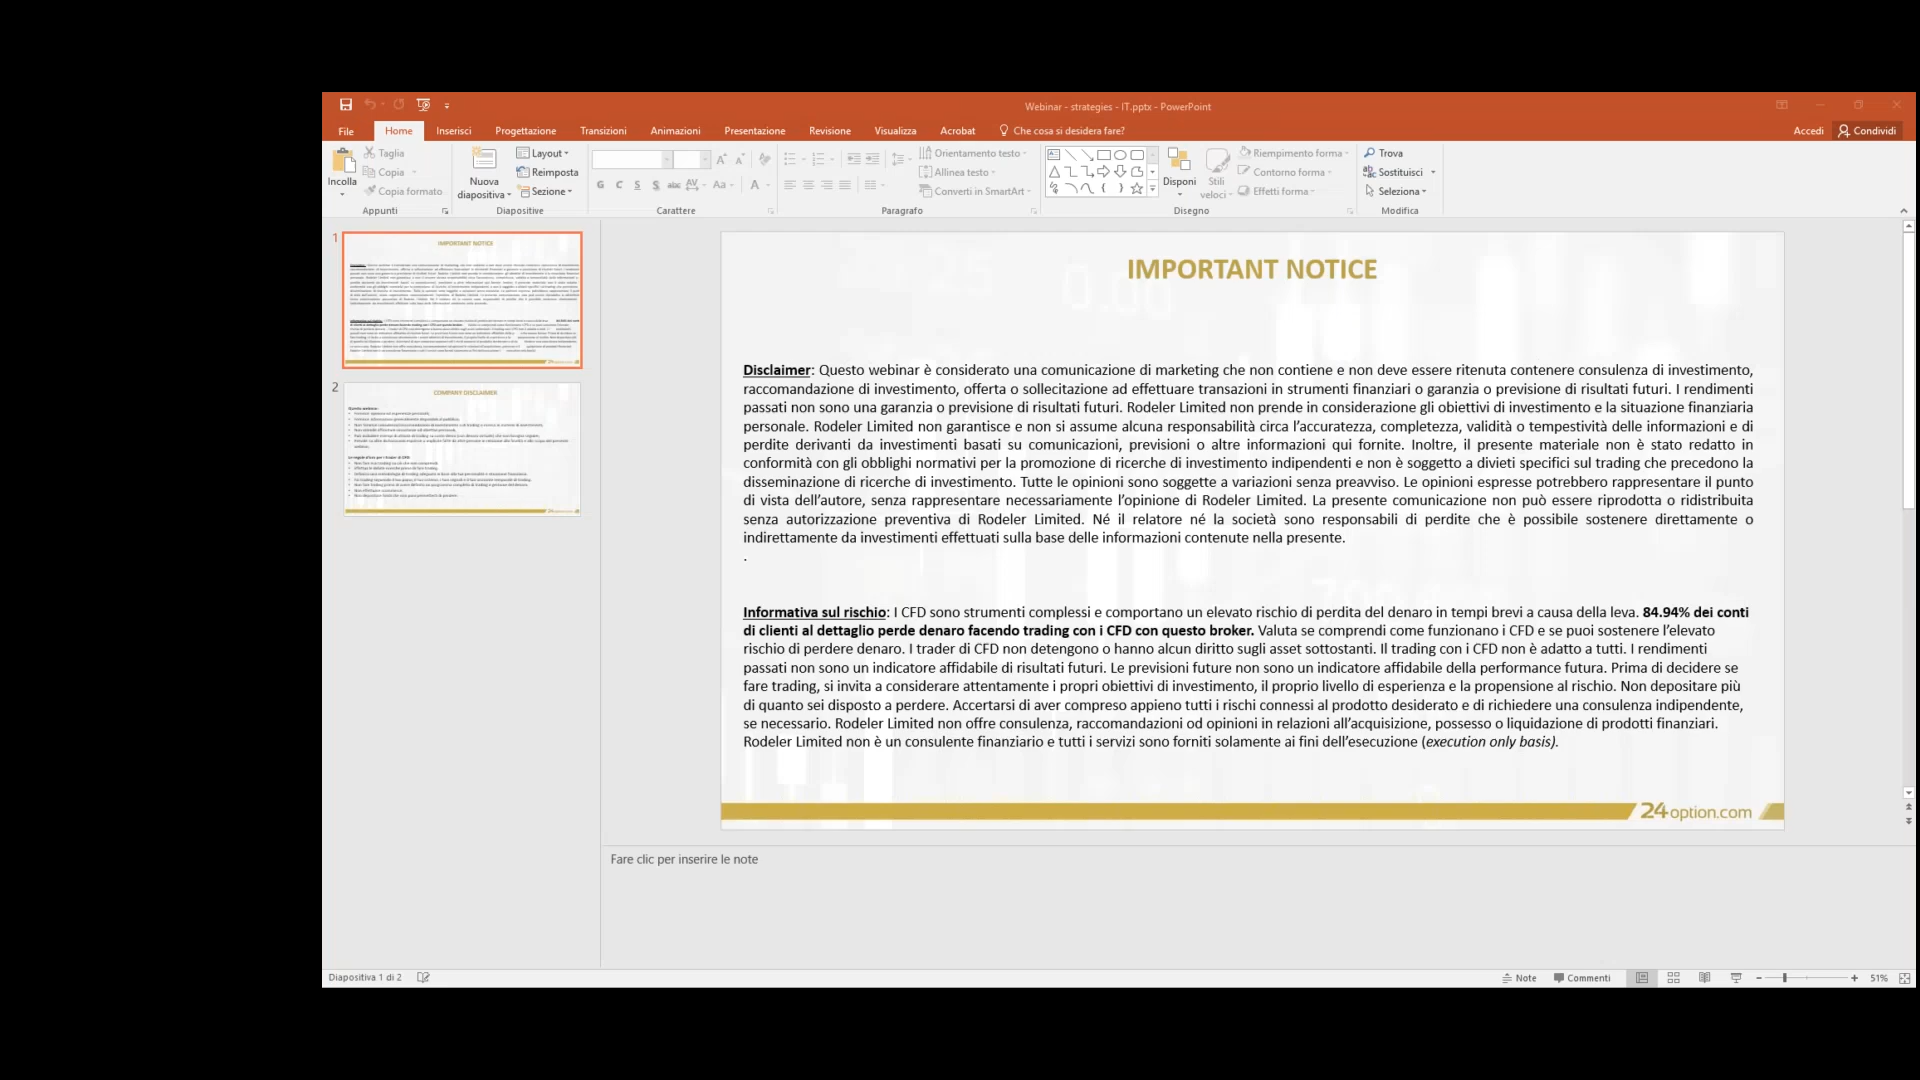 Webinar - strategies - IT.pptx - PowerPoint
File Home Inserisci Progettazione Transizioni Animazioni Presentazione Revisione Visualizza Acrobat Che cosa si desidera fare? Accedi Condividi
Incolla
Taglia
Copia
Copia formato
Appunti
Nuova
diapositiva
Layout
Reimposta
Sezione
Diapositive
G C S S abc AV Aa A
Carattere
Orientamento testo
Allinea testo
Converti in SmartArt
Paragrafo
Disponi
Stili
veloci
Riempimento forma
Contorno forma
Effetti forma
Disegno
Trova
Sostituisci
Seleziona
Modifica
1
IMPORTANT NOTICE
2
COMPANY DISCLAIMER
IMPORTANT NOTICE
Disclaimer: Questo webinar è considerato una comunicazione di marketing che non contiene e non deve essere ritenuta contenere consulenza di investimento,
raccomandazione di investimento, offerta o sollecitazione ad effettuare transazioni in strumenti finanziari o garanzia o previsione di risultati futuri. I rendimenti
passati non sono una garanzia o previsione di risultati futuri. Rodeler Limited non prende in considerazione gli obiettivi di investimento e la situazione finanziaria
personale. Rodeler Limited non garantisce e non si assume alcuna responsabilità circa l’accuratezza, completezza, validità o tempestività delle informazioni e di
perdite derivanti da investimenti basati su comunicazioni, previsioni o altre informazioni qui fornite. Inoltre, il presente materiale non è stato redatto in
conformità con gli obblighi normativi per la promozione di ricerche di investimento indipendenti e non è soggetto a divieti specifici sul trading che precedono la
disseminazione di ricerche di investimento. Tutte le opinioni sono soggette a variazioni senza preavviso. Le opinioni espresse potrebbero rappresentare il punto
di vista dell’autore, senza rappresentare necessariamente l’opinione di Rodeler Limited. La presente comunicazione non può essere riprodotta o ridistribuita
senza autorizzazione preventiva di Rodeler Limited. Né il relatore né la società sono responsabili di perdite che è possibile sostenere direttamente o
indirettamente da investimenti effettuati sulla base delle informazioni contenute nella presente.
.
Informativa sul rischio: I CFD sono strumenti complessi e comportano un elevato rischio di perdita del denaro in tempi brevi a causa della leva. 84.94% dei conti
di clienti al dettaglio perde denaro facendo trading con i CFD con questo broker. Valuta se comprendi come funzionano i CFD e se puoi sostenere l’elevato
rischio di perdere denaro. I trader di CFD non detengono o hanno alcun diritto sugli asset sottostanti. Il trading con i CFD non è adatto a tutti. I rendimenti
passati non sono un indicatore affidabile di risultati futuri. Le previsioni future non sono un indicatore affidabile della performance futura. Prima di decidere se
fare trading, si invita a considerare attentamente i propri obiettivi di investimento, il proprio livello di esperienza e la propensione al rischio. Non depositare più
di quanto sei disposto a perdere. Accertarsi di aver compreso appieno tutti i rischi connessi al prodotto desiderato e di richiedere una consulenza indipendente,
se necessario. Rodeler Limited non offre consulenza, raccomandazioni od opinioni in relazioni all’acquisizione, possesso o liquidazione di prodotti finanziari.
Rodeler Limited non è un consulente finanziario e tutti i servizi sono forniti solamente ai fini dell’esecuzione (execution only basis).
24option.com
Fare clic per inserire le note
Diapositiva 1 di 2 Note Commenti 51%